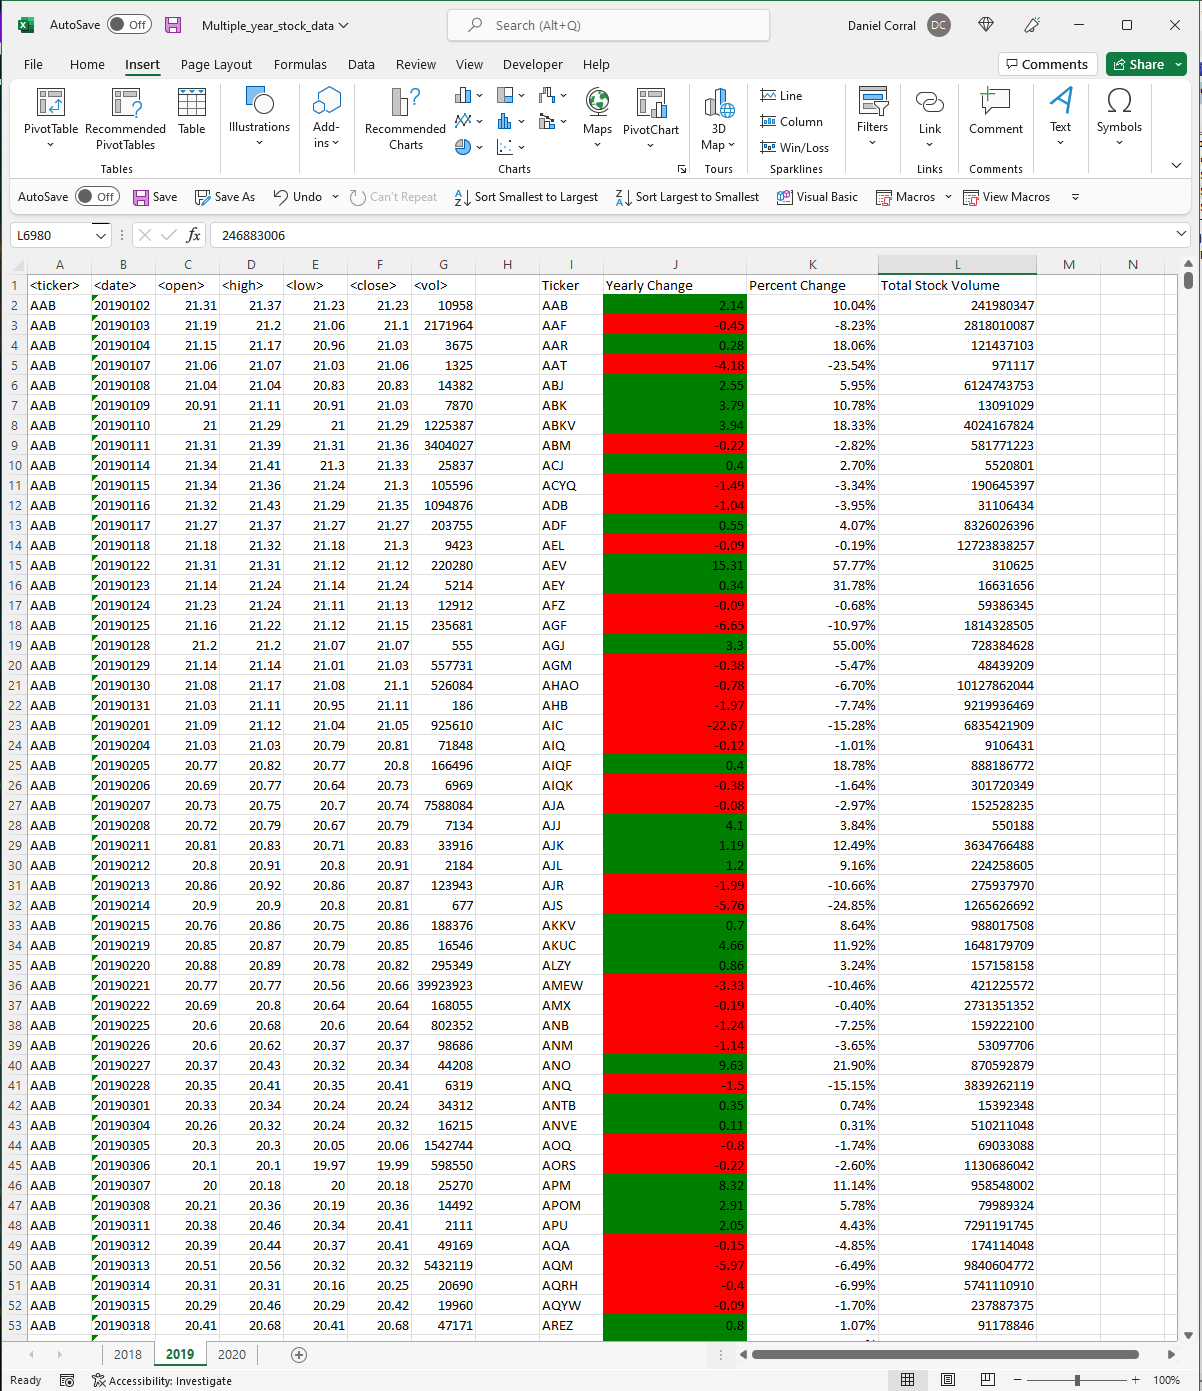 AutoSave Off Multiple_year_stock_data Search (Alt+Q) Daniel Corral DC
File Home Insert Page Layout Formulas Data Review View Developer Help Comments Share
PivotTable Recommended PivotTables Table Illustrations Add-ins Recommended Charts Maps PivotChart 3D Map Line Column Win/Loss Filters Link Comment Text Symbols
Tables Charts Tours Sparklines Links Comments
AutoSave Off Save Save As Undo Can't Repeat Sort Smallest to Largest Sort Largest to Smallest Visual Basic Macros View Macros
L6980 fx 246883006
A B C D E F G H I J K L M N
1 <ticker> <date> <open> <high> <low> <close> <vol> Ticker Yearly Change Percent Change Total Stock Volume
2 AAB 20190102 21.31 21.37 21.23 21.23 10958 AAB 2.14 10.04% 241980347
3 AAB 20190103 21.19 21.2 21.06 21.1 2171964 AAF -0.45 -8.23% 2818010087
4 AAB 20190104 21.15 21.17 20.96 21.03 3675 AAR 0.28 18.06% 121437103
5 AAB 20190107 21.06 21.07 21.03 21.06 1325 AAT -4.18 -23.54% 971117
6 AAB 20190108 21.04 21.04 20.83 20.83 14382 ABJ 2.55 5.95% 6124743753
7 AAB 20190109 20.91 21.11 20.91 21.03 7870 ABK 3.79 10.78% 13091029
8 AAB 20190110 21 21.29 21 21.29 1225387 ABKV 3.94 18.33% 4024167824
9 AAB 20190111 21.31 21.39 21.31 21.36 3404027 ABM -0.22 -2.82% 581771223
10 AAB 20190114 21.34 21.41 21.3 21.33 25837 ACJ 0.4 2.70% 5520801
11 AAB 20190115 21.34 21.36 21.24 21.3 105596 ACYQ -1.49 -3.34% 190645397
12 AAB 20190116 21.32 21.43 21.29 21.35 1094876 ADB -1.04 -3.95% 31106434
13 AAB 20190117 21.27 21.37 21.27 21.27 203755 ADF 0.55 4.07% 8326026396
14 AAB 20190118 21.18 21.32 21.18 21.3 9423 AEL -0.09 -0.19% 12723838257
15 AAB 20190122 21.31 21.31 21.12 21.12 220280 AEV 15.31 57.77% 310625
16 AAB 20190123 21.14 21.24 21.14 21.24 5214 AEY 0.34 31.78% 16631656
17 AAB 20190124 21.23 21.24 21.11 21.13 12912 AFZ -0.09 -0.68% 59386345
18 AAB 20190125 21.16 21.22 21.12 21.15 235681 AGF -6.65 -10.97% 1814328505
19 AAB 20190128 21.2 21.2 21.07 21.07 555 AGJ 3.3 55.00% 728384628
20 AAB 20190129 21.14 21.14 21.01 21.03 557731 AGM -0.38 -5.47% 48439209
21 AAB 20190130 21.08 21.17 21.08 21.1 526084 AHAO -0.78 -6.70% 10127862044
22 AAB 20190131 21.03 21.11 20.95 21.11 186 AHB -1.97 -7.74% 9219936469
23 AAB 20190201 21.09 21.12 21.04 21.05 925610 AIC -22.67 -15.28% 6835421909
24 AAB 20190204 21.03 21.03 20.79 20.81 71848 AIQ -0.12 -1.01% 9106431
25 AAB 20190205 20.77 20.82 20.77 20.8 166496 AIQF 0.4 18.78% 888186772
26 AAB 20190206 20.69 20.77 20.64 20.73 6969 AIQK -0.38 -1.64% 301720349
27 AAB 20190207 20.73 20.75 20.7 20.74 7588084 AJA -0.08 -2.97% 152528235
28 AAB 20190208 20.72 20.79 20.67 20.79 7134 AJJ 4.1 3.84% 550188
29 AAB 20190211 20.81 20.83 20.71 20.83 33916 AJK 1.19 12.49% 3634766488
30 AAB 20190212 20.8 20.91 20.8 20.91 2184 AJL 1.2 9.16% 224258605
31 AAB 20190213 20.86 20.92 20.86 20.87 123943 AJR -1.99 -10.66% 275937970
32 AAB 20190214 20.9 20.9 20.8 20.81 677 AJS -5.76 -24.85% 1265626692
33 AAB 20190215 20.76 20.86 20.75 20.86 188376 AKKV 0.7 8.64% 988017508
34 AAB 20190219 20.85 20.87 20.79 20.85 16546 AKUC 4.66 11.92% 1648179709
35 AAB 20190220 20.88 20.89 20.78 20.82 295349 ALZY 0.86 3.24% 157158158
36 AAB 20190221 20.77 20.77 20.56 20.66 39923923 AMEW -3.33 -10.46% 421225572
37 AAB 20190222 20.69 20.8 20.64 20.64 168055 AMX -0.19 -0.40% 2731351352
38 AAB 20190225 20.6 20.68 20.6 20.64 802352 ANB -1.24 -7.25% 159222100
39 AAB 20190226 20.6 20.62 20.37 20.37 98686 ANM -1.14 -3.65% 53097706
40 AAB 20190227 20.37 20.43 20.32 20.34 44208 ANO 9.63 21.90% 870592879
41 AAB 20190228 20.35 20.41 20.35 20.41 6319 ANQ -1.5 -15.15% 3839262119
42 AAB 20190301 20.33 20.34 20.24 20.24 34312 ANTB 0.35 0.74% 15392348
43 AAB 20190304 20.26 20.32 20.24 20.32 16215 ANVE 0.11 0.31% 510211048
44 AAB 20190305 20.3 20.3 20.05 20.06 1542744 AOQ -0.8 -1.74% 69033088
45 AAB 20190306 20.1 20.1 19.97 19.99 598550 AORS -0.22 -2.60% 1130686042
46 AAB 20190307 20 20.18 20 20.18 25270 APM 8.32 11.14% 958548002
47 AAB 20190308 20.21 20.36 20.19 20.36 14492 APOM 2.91 5.78% 79989324
48 AAB 20190311 20.38 20.46 20.34 20.41 2111 APU 2.05 4.43% 7291191745
49 AAB 20190312 20.39 20.44 20.37 20.41 49169 AQA -0.15 -4.85% 174114048
50 AAB 20190313 20.51 20.56 20.32 20.32 5432119 AQM -5.97 -6.49% 9840604772
51 AAB 20190314 20.31 20.31 20.16 20.25 20690 AQRH -0.4 -6.99% 5741110910
52 AAB 20190315 20.29 20.46 20.29 20.42 19960 AQYW -0.09 -1.70% 237887375
53 AAB 20190318 20.41 20.68 20.41 20.68 47171 AREZ 0.8 1.07% 91178846
2018 2019 2020
Ready Accessibility: Investigate 100%